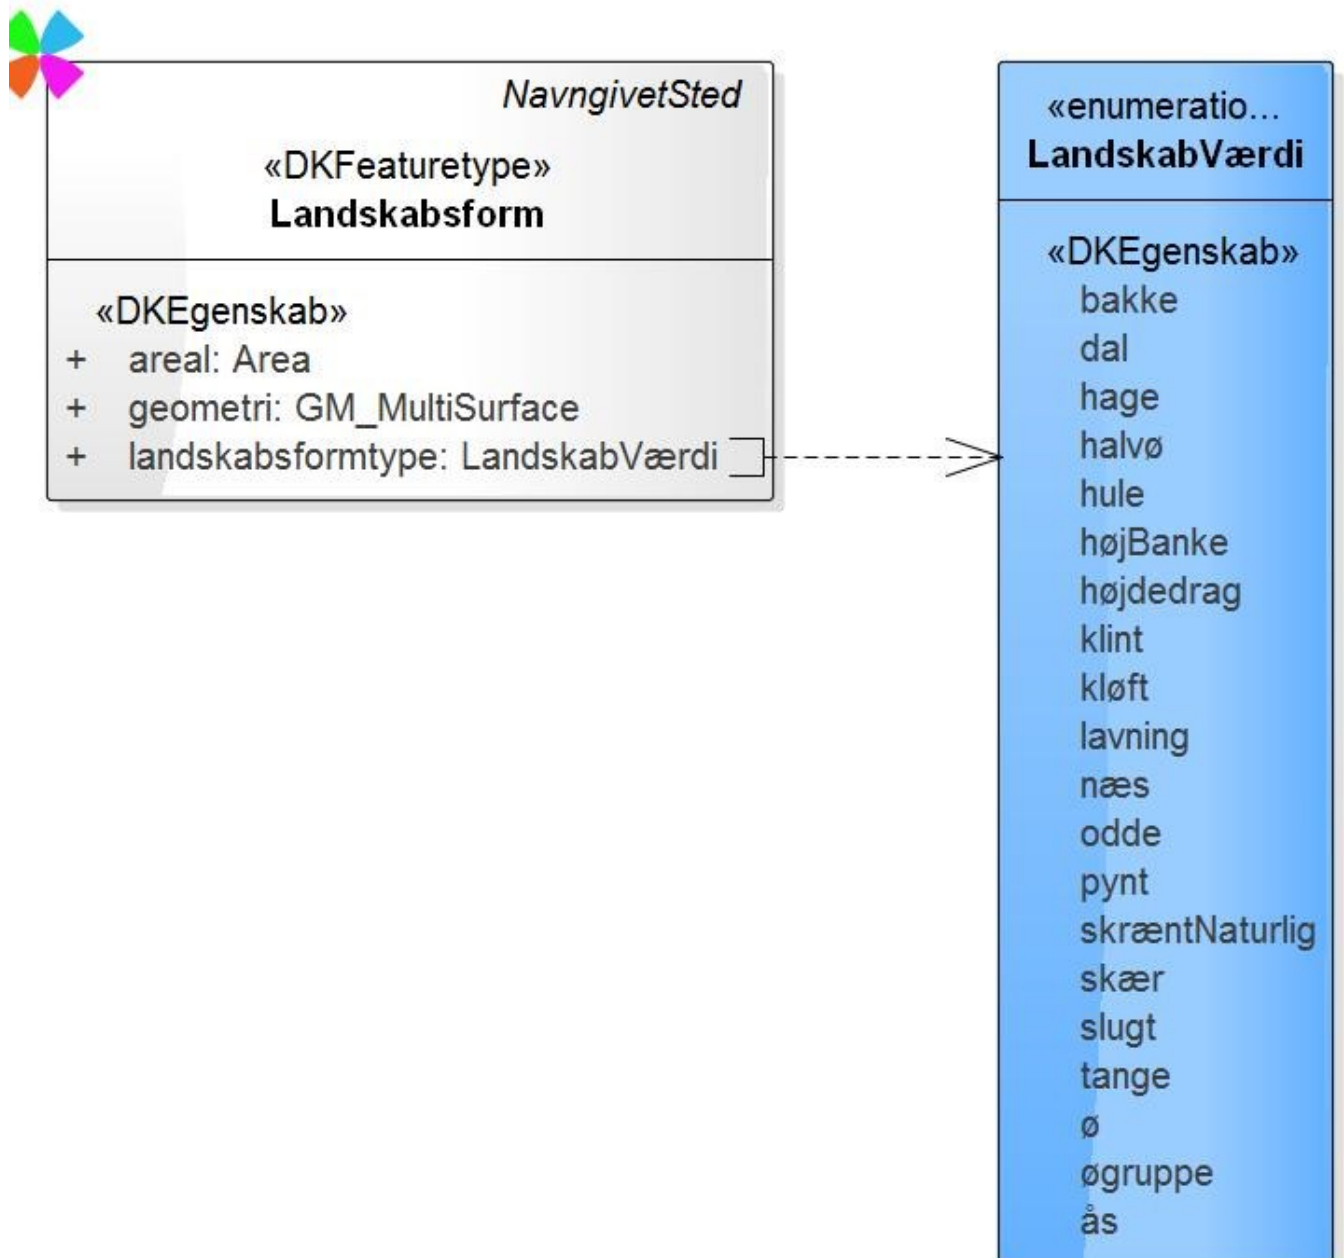 NavngivetSted
«DKFeaturetype»
Landskabsform
«DKEgenskab»
+ areal: Area
+ geometri: GM_MultiSurface
+ landskabsformtype: LandskabVærdi
«enumeratio...
LandskabVærdi
«DKEgenskab»
bakke
dal
hage
halvø
hule
højBanke
højdedrag
klint
kløft
lavning
næs
odde
pynt
skræntNaturlig
skær
slugt
tange
ø
øgruppe
ås